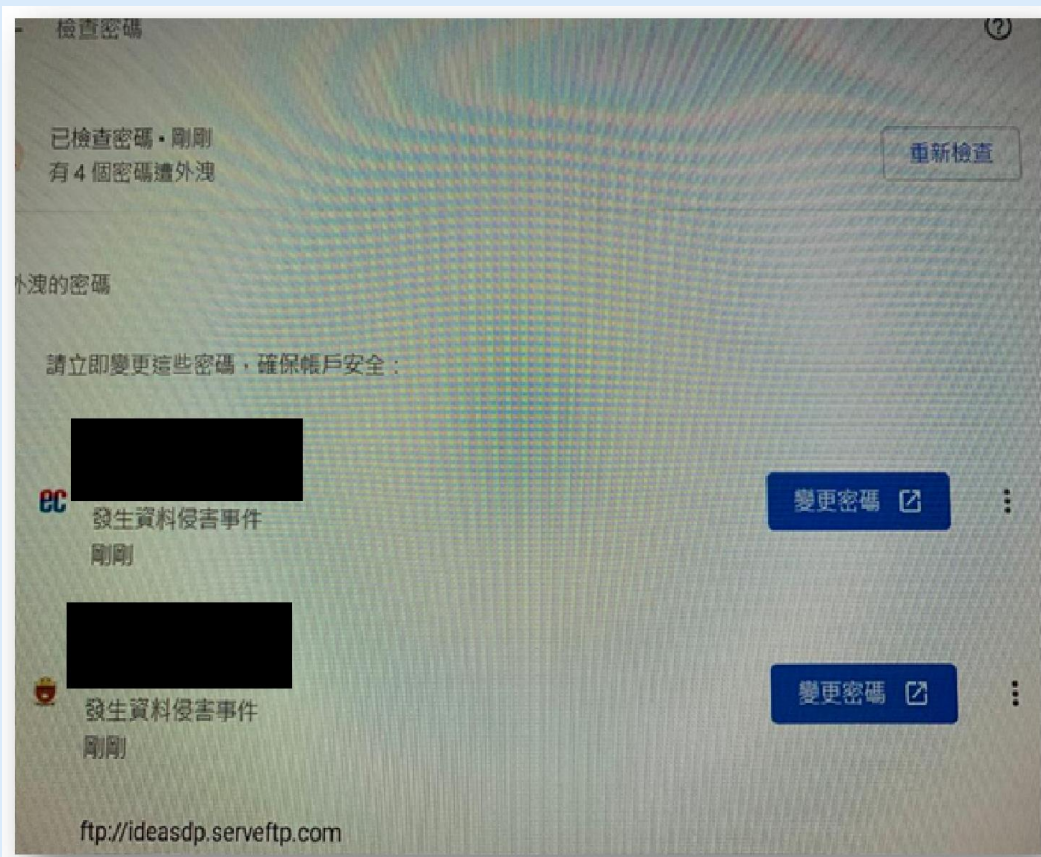 檢查密碼
已檢查密碼・剛剛
有 4 個密碼遭外洩
重新檢查
外洩的密碼
請立即變更這些密碼，確保帳戶安全：
ec
發生資料侵害事件
剛剛
變更密碼
發生資料侵害事件
剛剛
變更密碼
ftp://ideasdp.serveftp.com